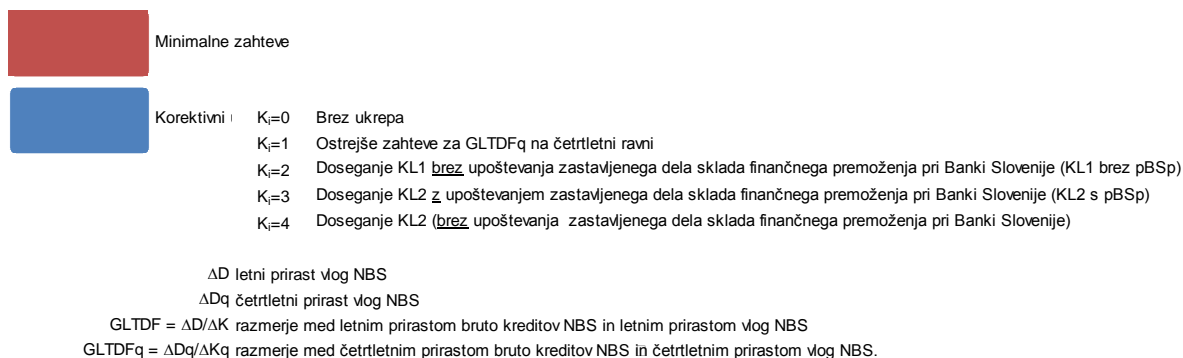 Minimalne zahteve
Korektivni Kᵢ=0 Brez ukrepa
Kᵢ=1 Ostrejše zahteve za GLTDFq na četrtletni ravni
Kᵢ=2 Doseganje KL1 brez upoštevanja zastavljenega dela sklada finančnega premoženja pri Banki Slovenije (KL1 brez pBSp)
Kᵢ=3 Doseganje KL2 z upoštevanjem zastavljenega dela sklada finančnega premoženja pri Banki Slovenije (KL2 s pBSp)
Kᵢ=4 Doseganje KL2 (brez upoštevanja zastavljenega dela sklada finančnega premoženja pri Banki Slovenije)
ΔD letni prirast vlog NBS
ΔDq četrtletni prirast vlog NBS
GLTDF = ΔD/ΔK razmerje med letnim prirastom bruto kreditov NBS in letnim prirastom vlog NBS
GLTDFq = ΔDq/ΔKq razmerje med četrtletnim prirastom bruto kreditov NBS in četrtletnim prirastom vlog NBS.